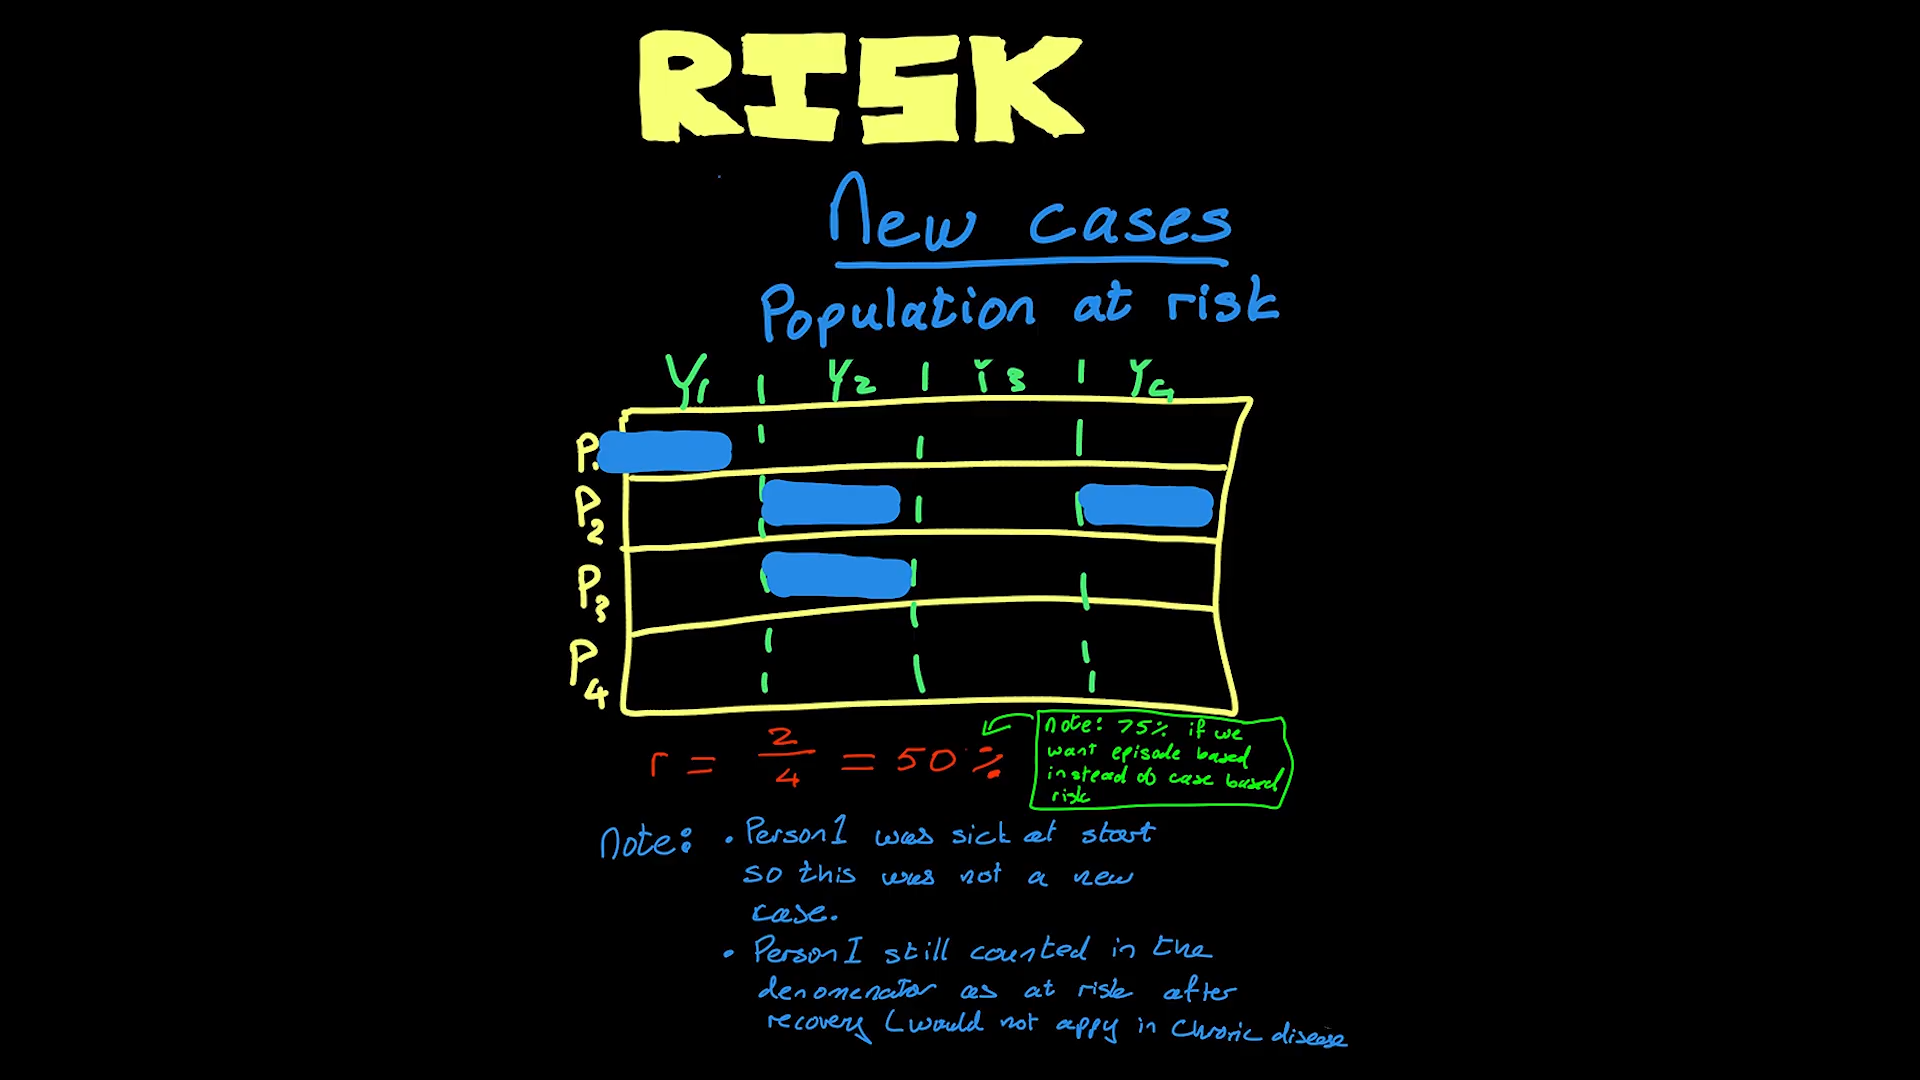 RISK
New cases
Population at risk
Y1 Y2 Y3 Y4
P1
P2
P3
P4
r = 2/4 = 50%
note: 75% if we
want episode based
instead of case based
risk
note: • Person 1 was sick at start
so this was not a new
case.
• Person I still counted in the
denomenator as at risk after
recovery (would not appy in chronic disease